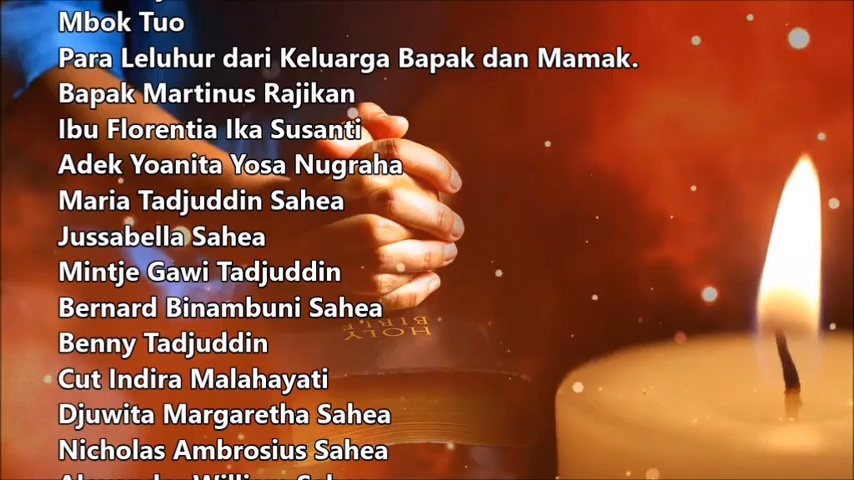 Mbok Tuo
Para Leluhur dari Keluarga Bapak dan Mamak.
Bapak Martinus Rajikan
Ibu Florentia Ika Susanti
Adek Yoanita Yosa Nugraha
Maria Tadjuddin Sahea
Jussabella Sahea
Mintje Gawi Tadjuddin
Bernard Binambuni Sahea
HOLY
BIBLE
Benny Tadjuddin
Cut Indira Malahayati
Djuwita Margaretha Sahea
Nicholas Ambrosius Sahea